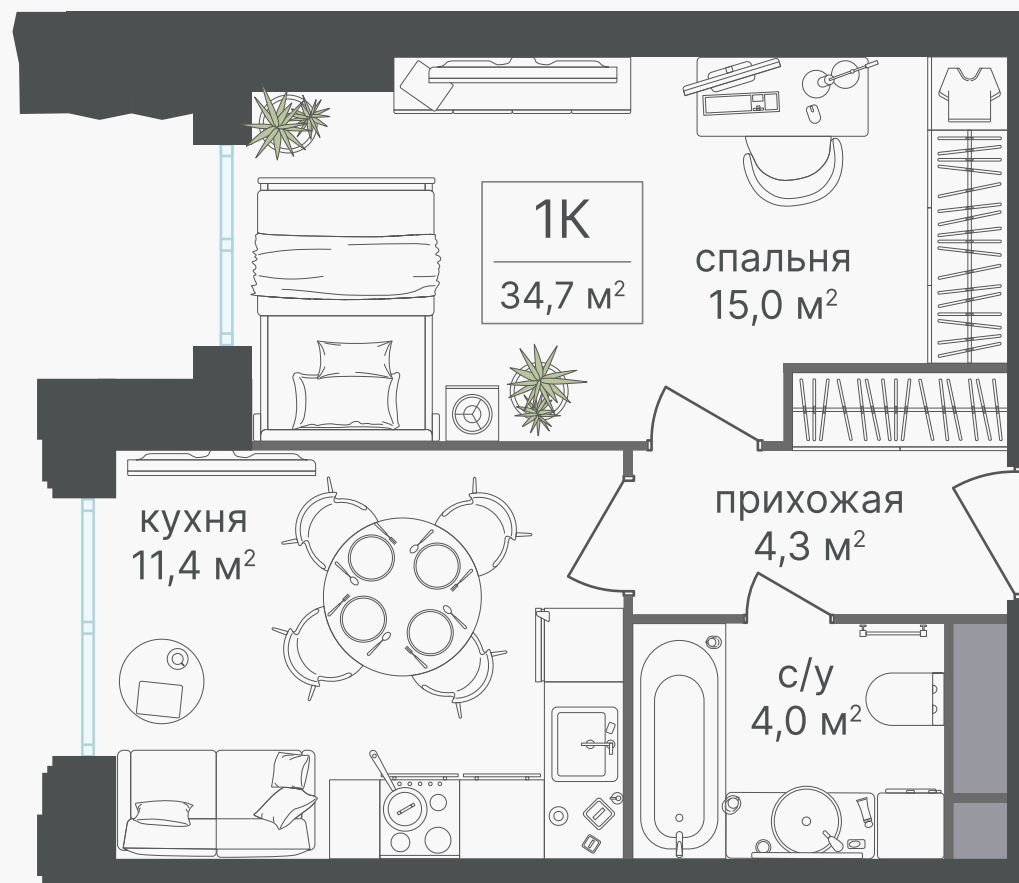 1К
34,7 м²
спальня
15,0 м²
кухня
11,4 м²
прихожая
4,3 м²
с/у
4,0 м²